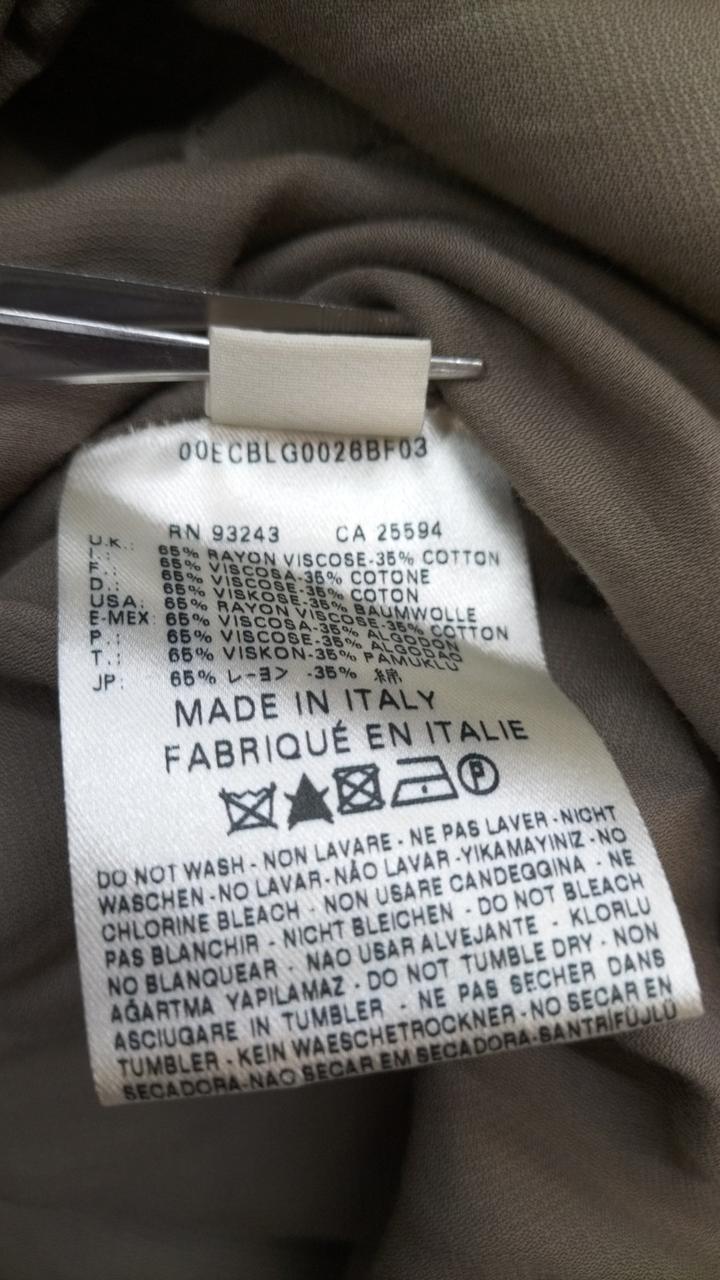 00ECBLG0026BF03
RN 93243 CA 25594
U.K.: 65% RAYON VISCOSE-35% COTTON
I.: 65% VISCOSA-35% COTONE
F.: 65% VISCOSE-35% COTON
D.: 65% VISKOSE-35% BAUMWOLLE
USA: 65% RAYON VISCOSE-35% COTTON
E-MEX: 65% VISCOSA-35% ALGODON
P.: 65% VISCOSE-35% ALGODAO
T.: 65% VISKON-35% PAMUKLU
JP: 65% レーヨン -35% 綿
MADE IN ITALY
FABRIQUÉ EN ITALIE
P
DO NOT WASH - NON LAVARE - NE PAS LAVER - NICHT
WASCHEN - NO LAVAR - NÃO LAVAR - YIKAMAYINIZ - NO
CHLORINE BLEACH - NON USARE CANDEGGINA - NE
PAS BLANCHIR - NICHT BLEICHEN - DO NOT BLEACH
NO BLANQUEAR - NAO USAR ALVEJANTE - KLORLU
AĞARTMA YAPILAMAZ - DO NOT TUMBLE DRY - NON
ASCIUGARE IN TUMBLER - NE PAS SECHER DANS
TUMBLER - KEIN WAESCHETROCKNER - NO SECAR EN
SECADORA - NAO SECAR EM SECADORA - SANTRİFÜJLÜ